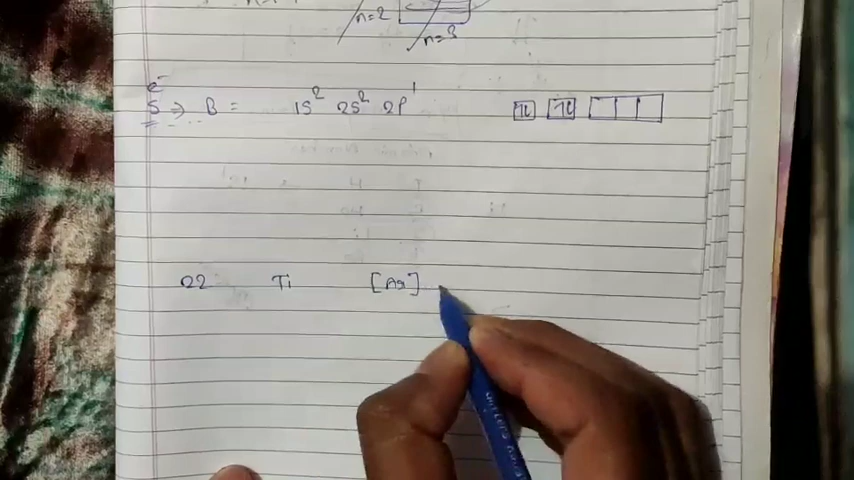 n=2
n=3
e⁻
5 ⇒ B = 1s² 2s² 2p¹
22 Ti [Ar]